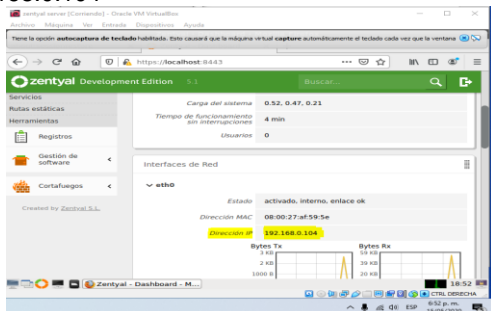 zentyal server [Corriendo] - Oracle VM VirtualBox
Archivo Máquina Ver Entrada Dispositivos Ayuda
Tiene la opción autocaptura de teclado habilitada. Esto causará que la máquina virtual capture automáticamente el teclado cada vez que la ventana
https://localhost:8443
zentyal Development Edition 5.1
Buscar...
Servicios
Rutas estáticas
Herramientas
Registros
Gestión de software
Cortafuegos
Created by Zentyal S.L.
Carga del sistema 0.52, 0.47, 0.21
Tiempo de funcionamiento sin interrupciones 4 min
Usuarios 0
Interfaces de Red
eth0
Estado activado, interno, enlace ok
Dirección MAC 08:00:27:af:59:5e
Dirección IP 192.168.0.104
Bytes Tx Bytes Rx
3 KB 59 KB
2 KB 39 KB
1000 B 20 KB
Zentyal - Dashboard - M...
18:52
CTRL DERECHA
ESP 6:52 p. m.